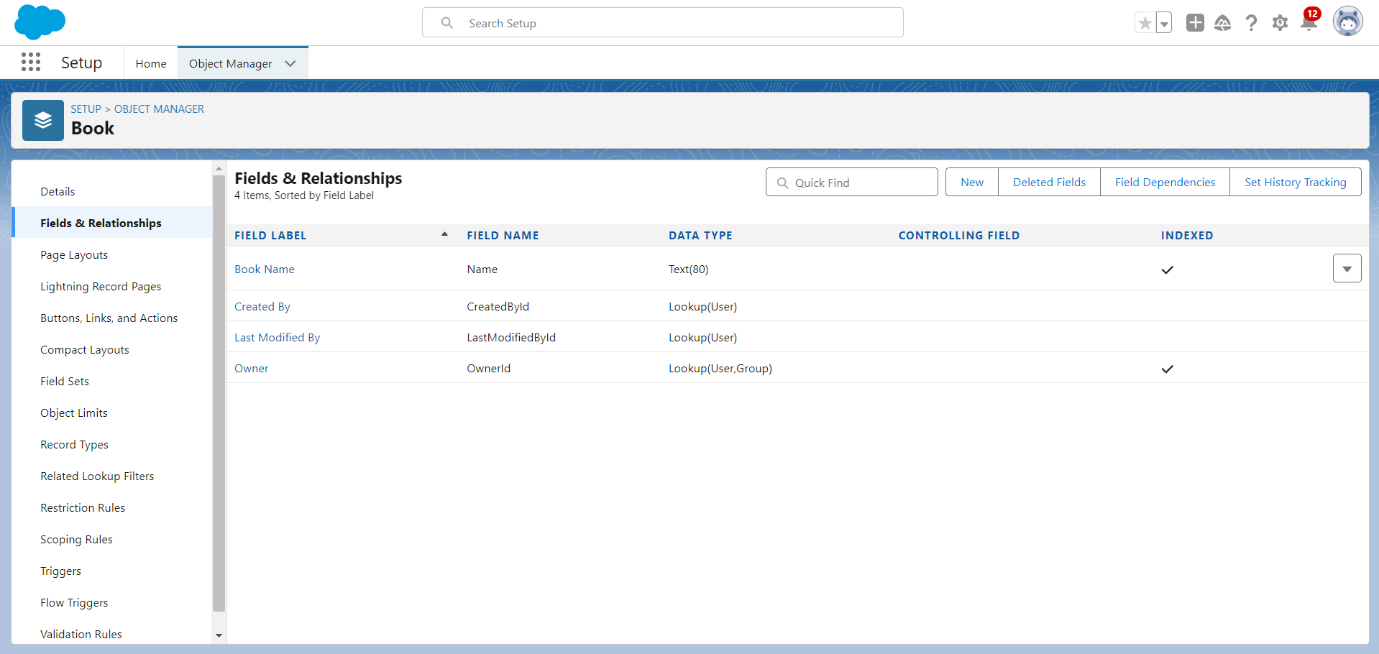 Search Setup
12
Setup
Home
Object Manager
SETUP > OBJECT MANAGER
Book
Details
Fields & Relationships
Page Layouts
Lightning Record Pages
Buttons, Links, and Actions
Compact Layouts
Field Sets
Object Limits
Record Types
Related Lookup Filters
Restriction Rules
Scoping Rules
Triggers
Flow Triggers
Validation Rules
Fields & Relationships
4 Items, Sorted by Field Label
Quick Find
New
Deleted Fields
Field Dependencies
Set History Tracking
FIELD LABEL FIELD NAME DATA TYPE CONTROLLING FIELD INDEXED
Book Name Name Text(80)
Created By CreatedById Lookup(User)
Last Modified By LastModifiedById Lookup(User)
Owner OwnerId Lookup(User,Group)